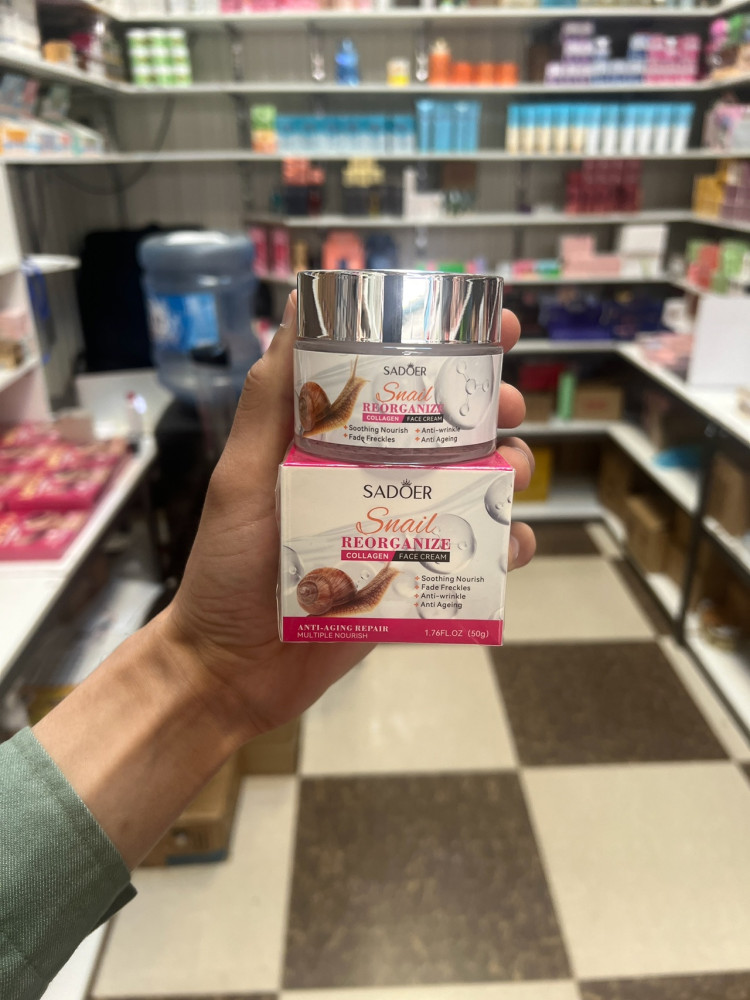 SADOER
Snail
REORGANIZE
COLLAGEN FACE CREAM
+ Soothing Nourish + Anti-wrinkle
+ Fade Freckles + Anti Ageing
SADOER
Snail
REORGANIZE
COLLAGEN FACE CREAM
+ Soothing Nourish
+ Fade Freckles
+ Anti-wrinkle
+ Anti Ageing
ANTI-AGING REPAIR
MULTIPLE NOURISH 1.76FL.OZ (50g)